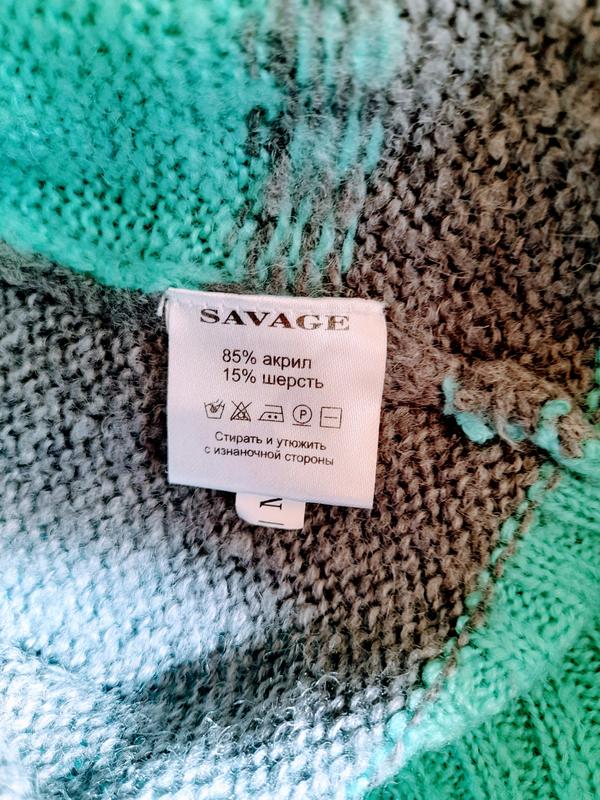 SAVAGE
85% акрил
15% шерсть
P
Стирать и утюжить
с изнаночной стороны